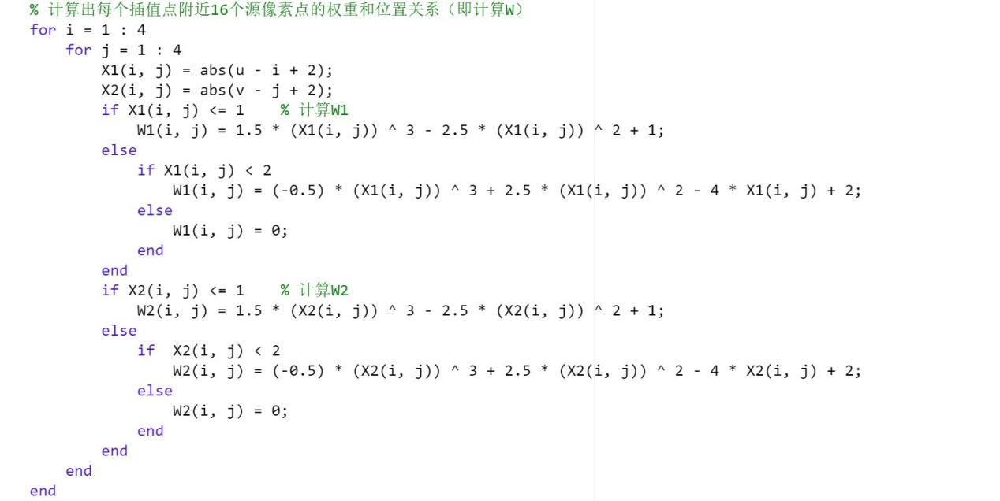 % 计算出每个插值点附近16个源像素点的权重和位置关系（即计算W）
for i = 1 : 4
    for j = 1 : 4
        X1(i, j) = abs(u - i + 2);
        X2(i, j) = abs(v - j + 2);
        if X1(i, j) <= 1    % 计算W1
            W1(i, j) = 1.5 * (X1(i, j)) ^ 3 - 2.5 * (X1(i, j)) ^ 2 + 1;
        else
            if X1(i, j) < 2
                W1(i, j) = (-0.5) * (X1(i, j)) ^ 3 + 2.5 * (X1(i, j)) ^ 2 - 4 * X1(i, j) + 2;
            else
                W1(i, j) = 0;
            end
        end
        if X2(i, j) <= 1    % 计算W2
            W2(i, j) = 1.5 * (X2(i, j)) ^ 3 - 2.5 * (X2(i, j)) ^ 2 + 1;
        else
            if  X2(i, j) < 2
                W2(i, j) = (-0.5) * (X2(i, j)) ^ 3 + 2.5 * (X2(i, j)) ^ 2 - 4 * X2(i, j) + 2;
            else
                W2(i, j) = 0;
            end
        end
    end
end